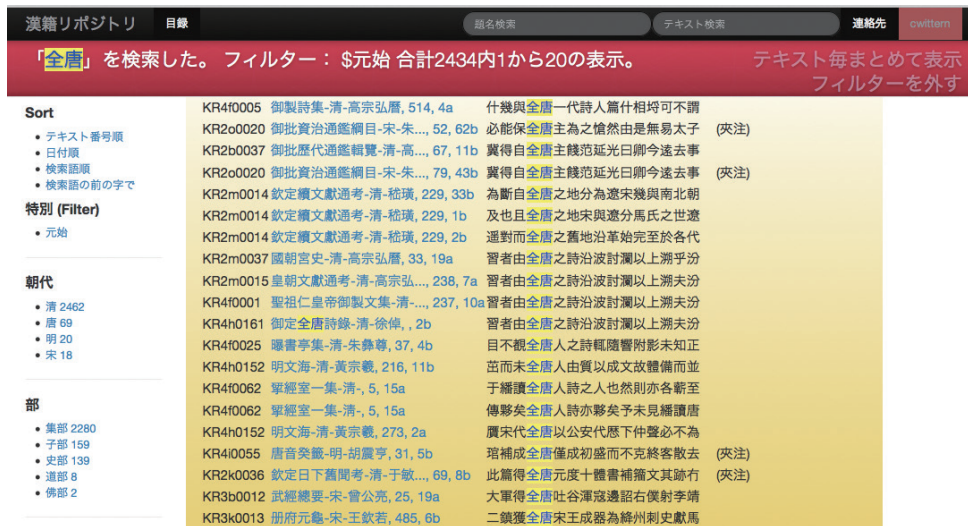 漢籍リポジトリ 目録 題名検索 テキスト検索 連絡先 cwittern
「全唐」を検索した。 フィルター： $元始 合計2434内1から20の表示。
テキスト毎まとめて表示
フィルターを外す
Sort
• テキスト番号順
• 日付順
• 検索語順
• 検索語の前の字で
特別 (Filter)
• 元始
朝代
• 清 2462
• 唐 69
• 明 20
• 宋 18
部
• 集部 2280
• 子部 159
• 史部 139
• 道部 8
• 佛部 2
KR4f0005 御製詩集-清-高宗弘曆, 514, 4a 什幾與全唐一代詩人篇什相埒可不謂
KR2o0020 御批資治通鑑綱目-宋-朱..., 52, 62b 必能保全唐主為之愴然由是無易太子 (夾注)
KR2b0037 御批歷代通鑑輯覽-清-高..., 67, 11b 冀得自全唐主餞范延光曰卿今逺去事
KR2o0020 御批資治通鑑綱目-宋-朱..., 79, 43b 冀得自全唐主餞范延光曰卿今逺去事 (夾注)
KR2m0014 欽定續文獻通考-清-嵇璜, 229, 33b 為斷自全唐之地分為遼宋幾與南北朝
KR2m0014 欽定續文獻通考-清-嵇璜, 229, 1b 及也且全唐之地宋與遼分馬氏之世遼
KR2m0014 欽定續文獻通考-清-嵇璜, 229, 2b 遥對而全唐之舊地沿革始完至於各代
KR2m0037 國朝宮史-清-高宗弘曆, 33, 19a 習者由全唐之詩沿波討瀾以上溯乎汾
KR2m0015 皇朝文獻通考-清-高宗弘..., 238, 7a 習者由全唐之詩沿波討瀾以上溯夫汾
KR4f0001 聖祖仁皇帝御製文集-清-..., 237, 10a 習者由全唐之詩沿波討瀾以上溯夫汾
KR4h0161 御定全唐詩錄-清-徐倬, , 2b 習者由全唐之詩沿波討瀾以上溯夫汾
KR4f0025 曝書亭集-清-朱彝尊, 37, 4b 目不覩全唐人之詩輒隨響附影未知正
KR4h0152 明文海-清-黃宗羲, 216, 11b 茁而未全唐人由質以成文故體備而並
KR4f0062 揅經室一集-清-, 5, 15a 于繙讀全唐人詩之人也然則亦各蘄至
KR4f0062 揅經室一集-清-, 5, 15a 傳夥矣全唐人詩亦夥矣予未見繙讀唐
KR4h0152 明文海-清-黃宗羲, 273, 2a 贗宋代全唐以公安代厯下仲聲必不為
KR4i0055 唐音癸籤-明-胡震亨, 31, 5b 琯補成全唐僅成初盛而不克終客散去 (夾注)
KR2k0036 欽定日下舊聞考-清-于敏..., 69, 8b 此篇得全唐元度十體書補籀文其跡冇 (夾注)
KR3b0012 武經總要-宋-曾公亮, 25, 19a 大軍得全唐吐谷渾寇邊詔右僕射李靖
KR3k0013 册府元龜-宋-王欽若, 485, 6b 二鎮獲全唐宋王成器為絳州刺史獻馬